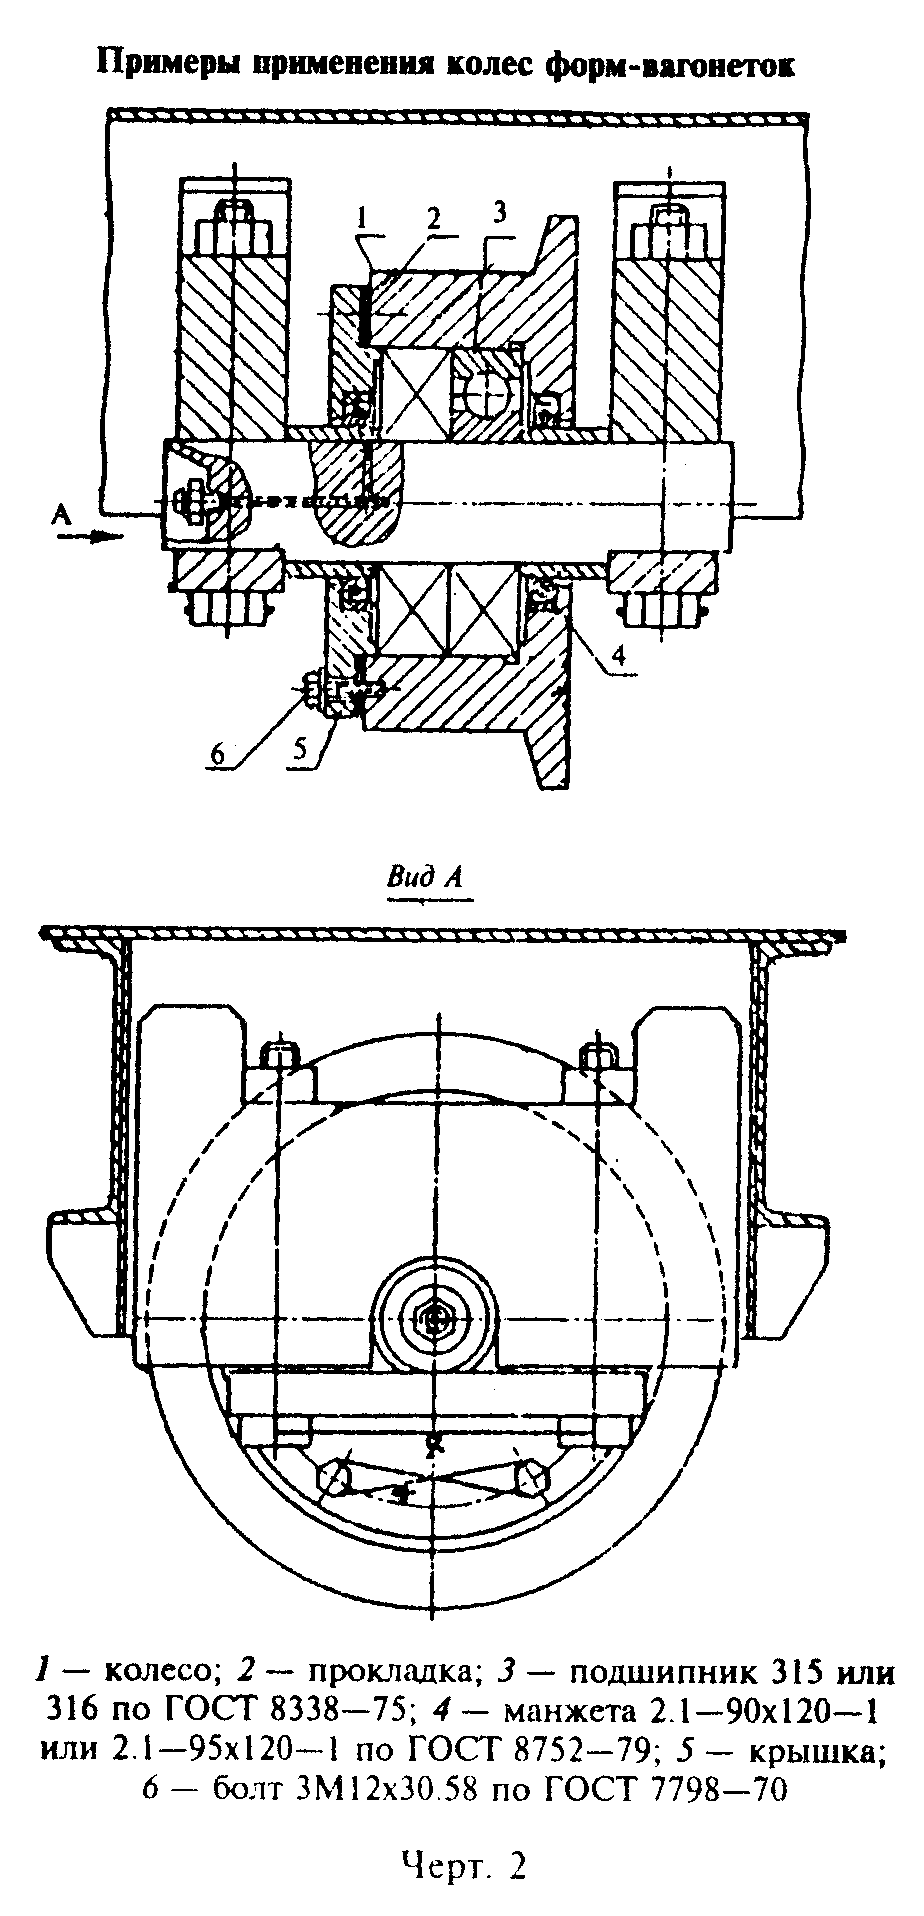 Примеры применения колес форм-вагонеток
1 2 3
А
4
5
6
Вид А
1 — колесо; 2 — прокладка; 3 — подшипник 315 или
316 по ГОСТ 8338—75; 4 — манжета 2.1—90х120—1
или 2.1—95х120—1 по ГОСТ 8752—79; 5 — крышка;
6 — болт 3М12х30.58 по ГОСТ 7798—70
Черт. 2